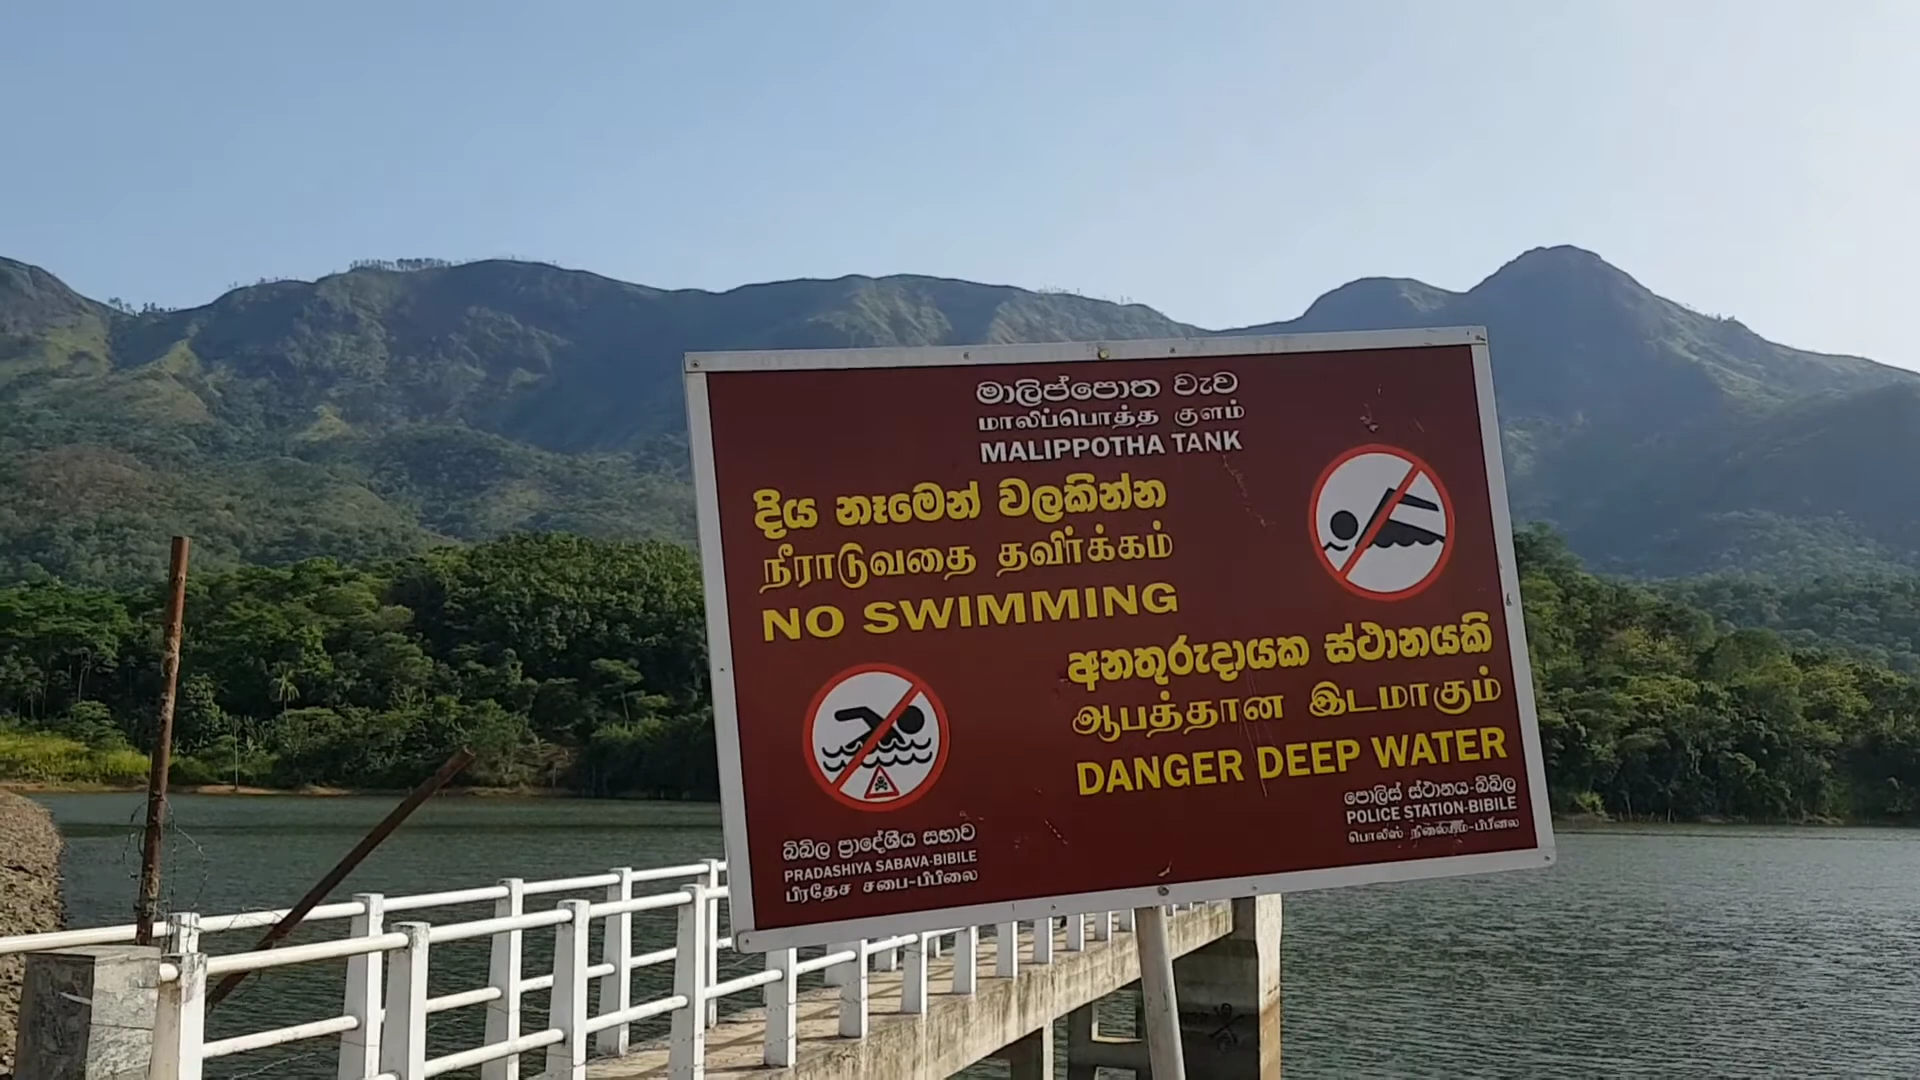 මාලිප්පොත වැව
மாலிப்பொத்த குளம்
MALIPPOTHA TANK
දිය නෑමෙන් වලකින්න
நீராடுவதை தவிர்க்கம்
NO SWIMMING
අනතුරුදායක ස්ථානයකි
ஆபத்தான இடமாகும்
DANGER DEEP WATER
බිබිල ප්‍රාදේශීය සභාව
PRADASHIYA SABAVA-BIBILE
பிரதேச சபை-பிபிலை
පොලිස් ස්ථානය-බිබිල
POLICE STATION-BIBILE
பொலிஸ் நிலையம்-பிபிலை